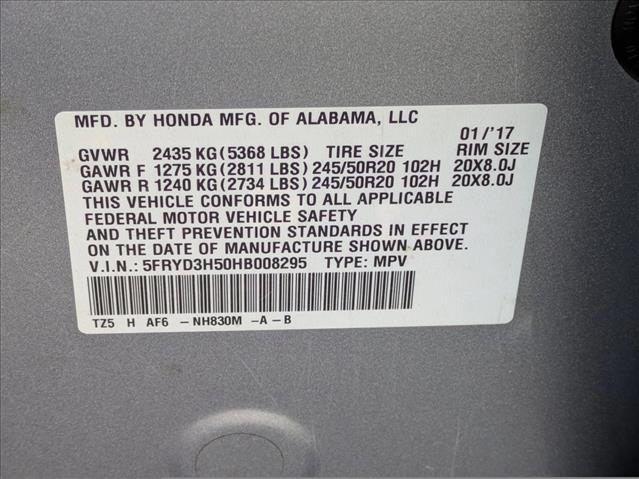 MFD. BY HONDA MFG. OF ALABAMA, LLC
01/'17
GVWR 2435 KG(5368 LBS) TIRE SIZE RIM SIZE
GAWR F 1275 KG(2811 LBS) 245/50R20 102H 20X8.0J
GAWR R 1240 KG(2734 LBS) 245/50R20 102H 20X8.0J
THIS VEHICLE CONFORMS TO ALL APPLICABLE
FEDERAL MOTOR VEHICLE SAFETY
AND THEFT PREVENTION STANDARDS IN EFFECT
ON THE DATE OF MANUFACTURE SHOWN ABOVE.
V.I.N.: 5FRYD3H50HB008295 TYPE: MPV
TZ5 H AF6 -NH830M -A-B